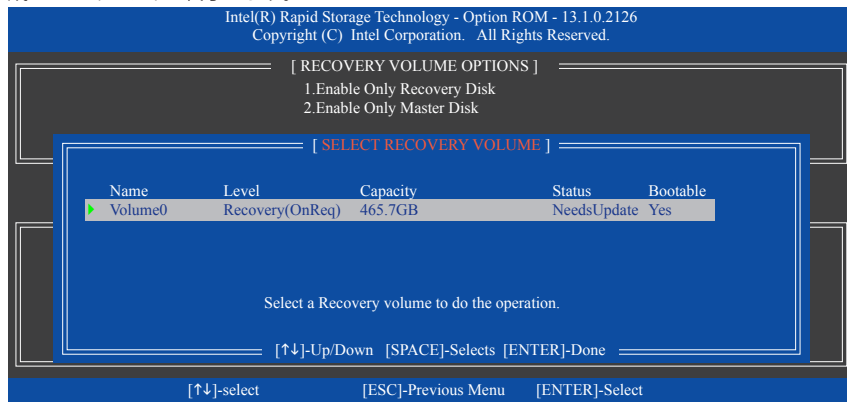 Intel(R) Rapid Storage Technology - Option ROM - 13.1.0.2126
Copyright (C) Intel Corporation. All Rights Reserved.
[ RECOVERY VOLUME OPTIONS ]
1.Enable Only Recovery Disk
2.Enable Only Master Disk
[ SELECT RECOVERY VOLUME ]
Name Level Capacity Status Bootable
Volume0 Recovery(OnReq) 465.7GB NeedsUpdate Yes
Select a Recovery volume to do the operation.
[↑↓]-Up/Down [SPACE]-Selects [ENTER]-Done
[↑↓]-select [ESC]-Previous Menu [ENTER]-Select